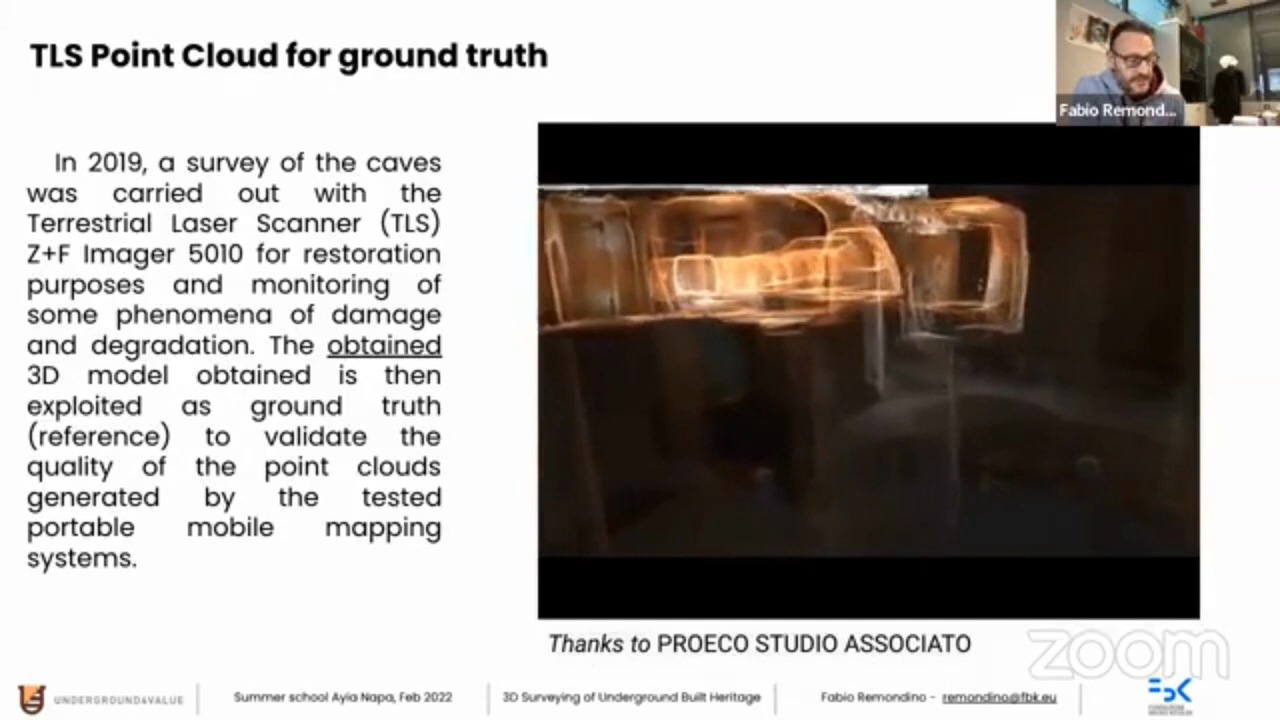 TLS Point Cloud for ground truth
Fabio Remond...
In 2019, a survey of the caves
was carried out with the
Terrestrial Laser Scanner (TLS)
Z+F Imager 5010 for restoration
purposes and monitoring of
some phenomena of damage
and degradation. The obtained
3D model obtained is then
exploited as ground truth
(reference) to validate the
quality of the point clouds
generated by the tested
portable mobile mapping
systems.
Thanks to PROECO STUDIO ASSOCIATO
zoom
UNDERGROUND4VALUE
Summer school Ayia Napa, Feb 2022
3D Surveying of Underground Built Heritage
Fabio Remondino - remondino@fbk.eu
FBK
FONDAZIONE
BRUNO KESSLER